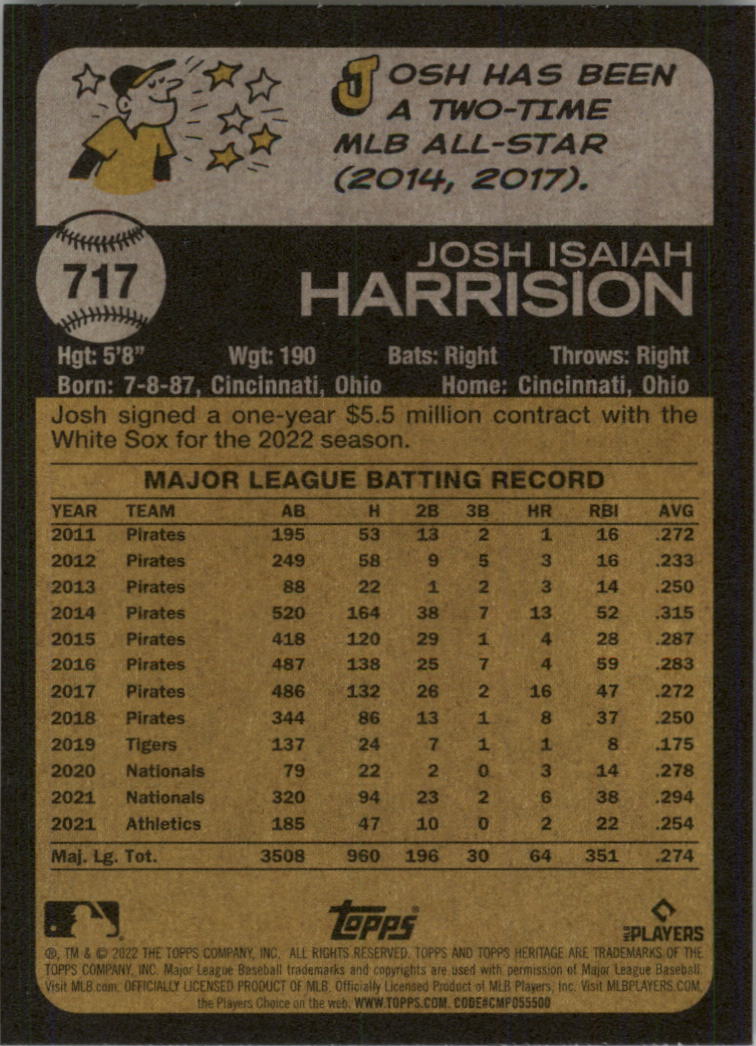 JOSH HAS BEEN
A TWO-TIME
MLB ALL-STAR
(2014, 2017).
717
JOSH ISAIAH
HARRISION
Hgt: 5'8" Wgt: 190 Bats: Right Throws: Right
Born: 7-8-87, Cincinnati, Ohio Home: Cincinnati, Ohio
Josh signed a one-year $5.5 million contract with the
White Sox for the 2022 season.
MAJOR LEAGUE BATTING RECORD
YEAR TEAM AB H 2B 3B HR RBI AVG
2011 Pirates 195 53 13 2 1 16 .272
2012 Pirates 249 58 9 5 3 16 .233
2013 Pirates 88 22 1 2 3 14 .250
2014 Pirates 520 164 38 7 13 52 .315
2015 Pirates 418 120 29 1 4 28 .287
2016 Pirates 487 138 25 7 4 59 .283
2017 Pirates 486 132 26 2 16 47 .272
2018 Pirates 344 86 13 1 8 37 .250
2019 Tigers 137 24 7 1 1 8 .175
2020 Nationals 79 22 2 0 3 14 .278
2021 Nationals 320 94 23 2 6 38 .294
2021 Athletics 185 47 10 0 2 22 .254
Maj. Lg. Tot. 3508 960 196 30 64 351 .274
Topps
MLB PLAYERS
®, TM & © 2022 THE TOPPS COMPANY, INC. ALL RIGHTS RESERVED. TOPPS AND TOPPS HERITAGE ARE TRADEMARKS OF THE
TOPPS COMPANY, INC. Major League Baseball trademarks and copyrights are used with permission of Major League Baseball.
Visit MLB.com. OFFICIALLY LICENSED PRODUCT OF MLB. Officially Licensed Product of MLB Players, Inc. Visit MLBPLAYERS.COM,
the Players Choice on the web. WWW.TOPPS.COM. CODE#CMP055500